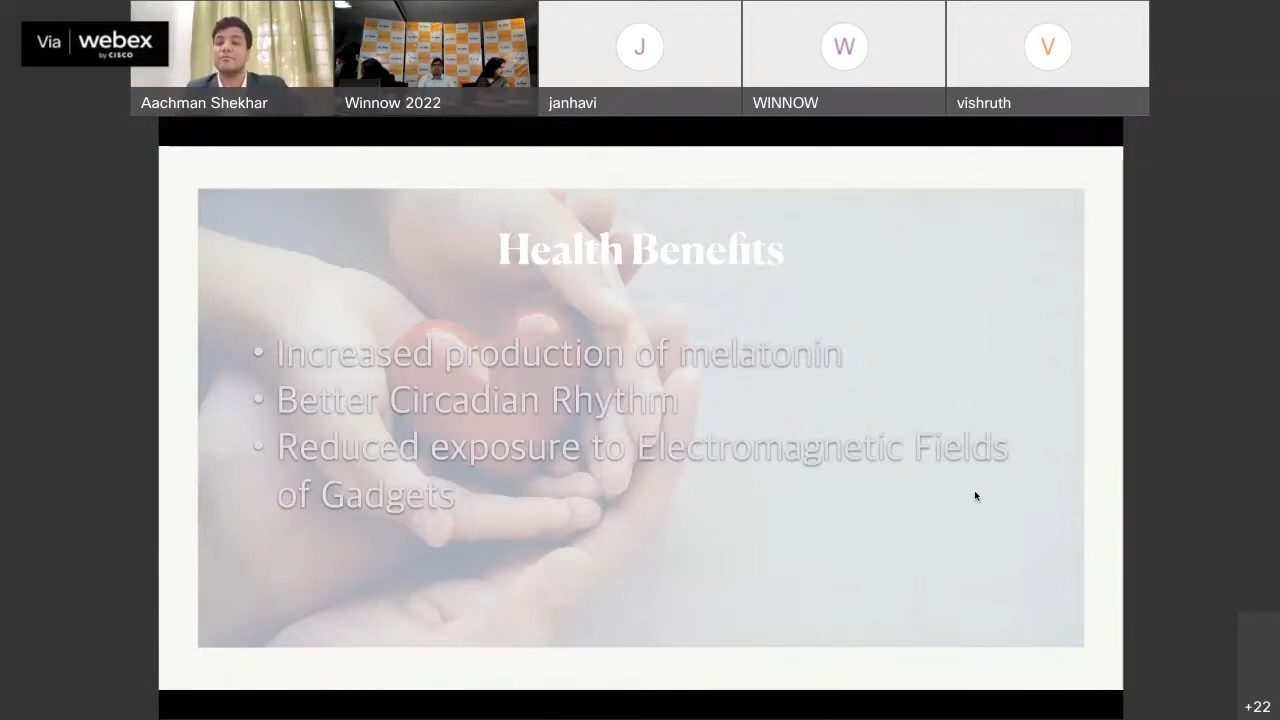 Via webex
by CISCO
Aachman Shekhar
Winnow 2022
J
janhavi
W
WINNOW
V
vishruth
Health Benefits
• Increased production of melatonin
• Better Circadian Rhythm
• Reduced exposure to Electromagnetic Fields
of Gadgets
+22